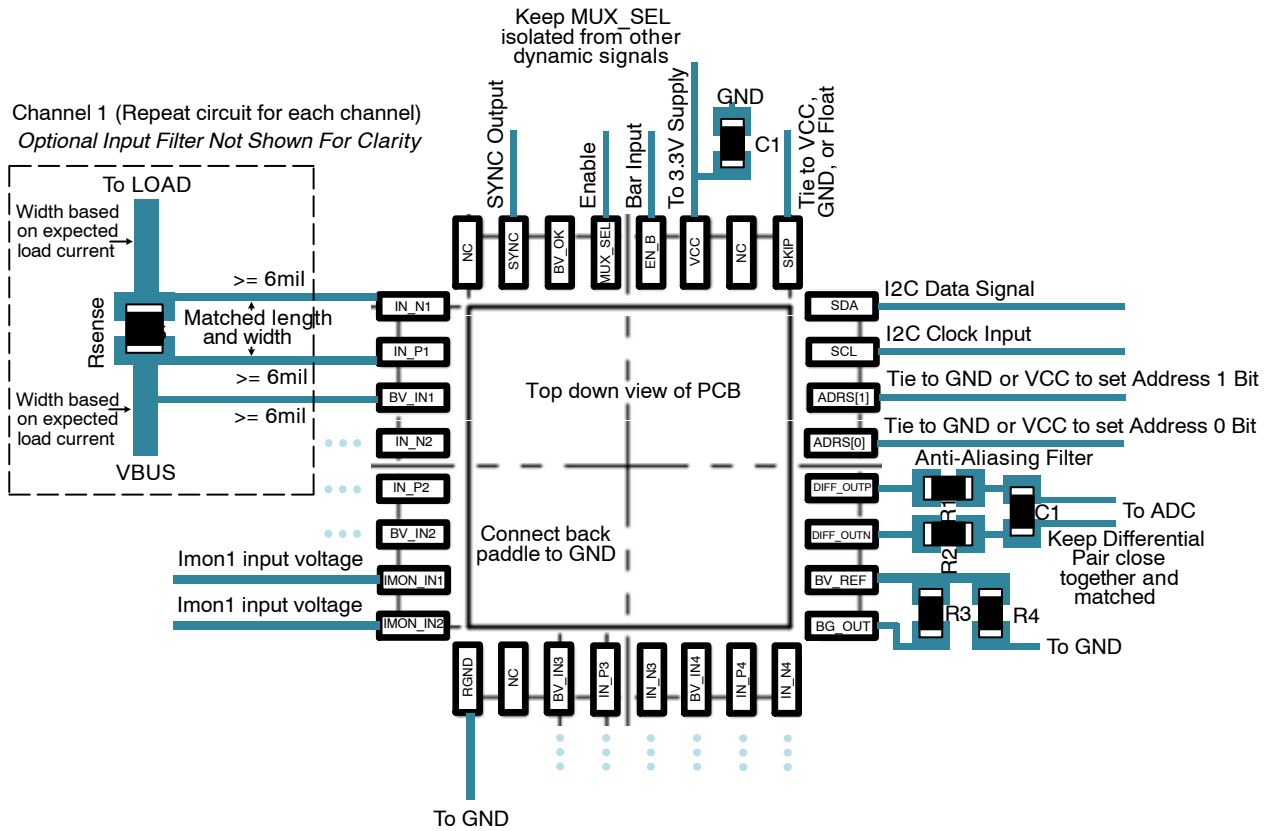 Keep MUX_SEL
isolated from other
dynamic signals
Channel 1 (Repeat circuit for each channel)
Optional Input Filter Not Shown For Clarity
SYNC Output
Enable
Bar Input
To 3.3V Supply
GND
C1
Tie to VCC,
GND, or Float
To LOAD
Width based
on expected
load current
>= 6mil
Matched length
and width
Rsense
>= 6mil
Width based
on expected
load current
>= 6mil
VBUS
NC
SYNC
BV_OK
MUX_SEL
EN_B
VCC
NC
SKIP
IN_N1
IN_P1
BV_IN1
IN_N2
IN_P2
BV_IN2
IMON_IN1
IMON_IN2
Imon1 input voltage
Imon1 input voltage
Top down view of PCB
Connect back
paddle to GND
SDA
SCL
ADRS[1]
ADRS[0]
DIFF_OUTP
DIFF_OUTN
BV_REF
BG_OUT
I2C Data Signal
I2C Clock Input
Tie to GND or VCC to set Address 1 Bit
Tie to GND or VCC to set Address 0 Bit
Anti-Aliasing Filter
R1
C1
To ADC
R2
Keep Differential
Pair close
together and
matched
R3
R4
To GND
RGND
NC
BV_IN3
IN_P3
IN_N3
BV_IN4
IN_P4
IN_N4
To GND